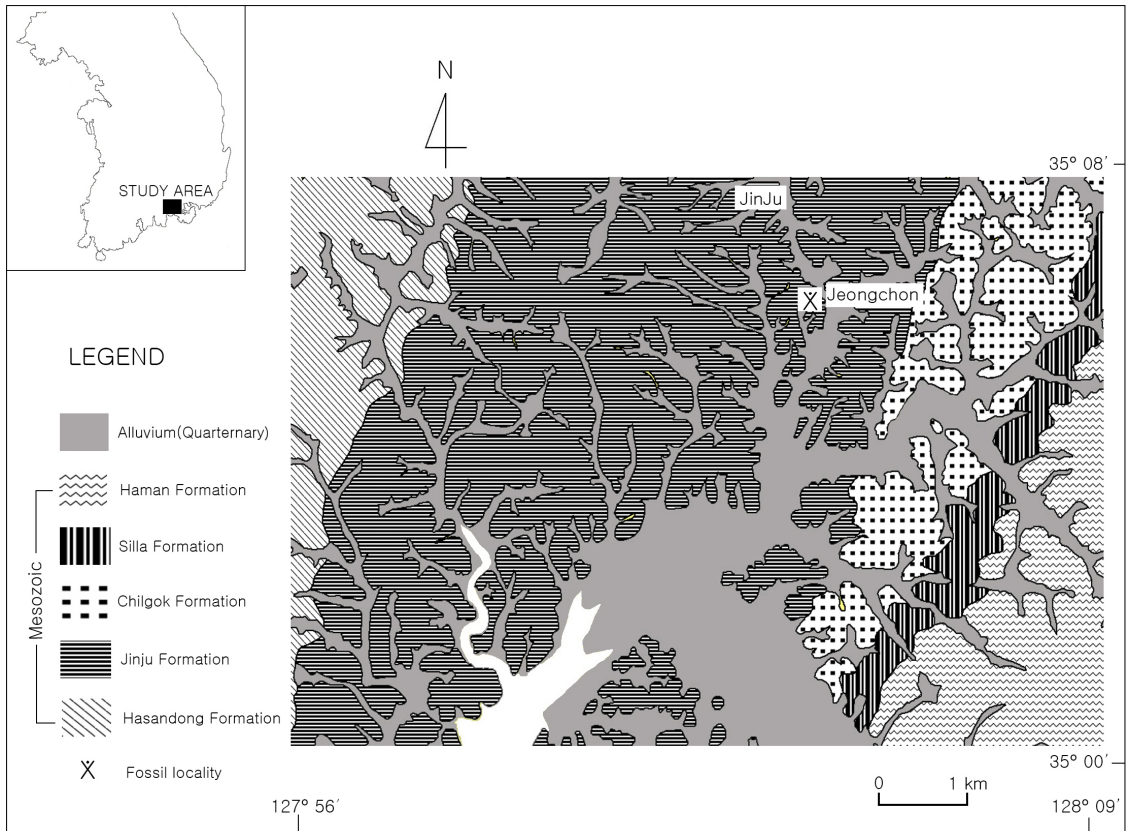 STUDY AREA
N
35° 08′
JinJu
Jeongchon
LEGEND
Alluvium(Quarternary)
Haman Formation
Silla Formation
Chilgok Formation
Jinju Formation
Hasandong Formation
Mesozoic
Fossil locality
35° 00′
0 1 km
127° 56′
128° 09′